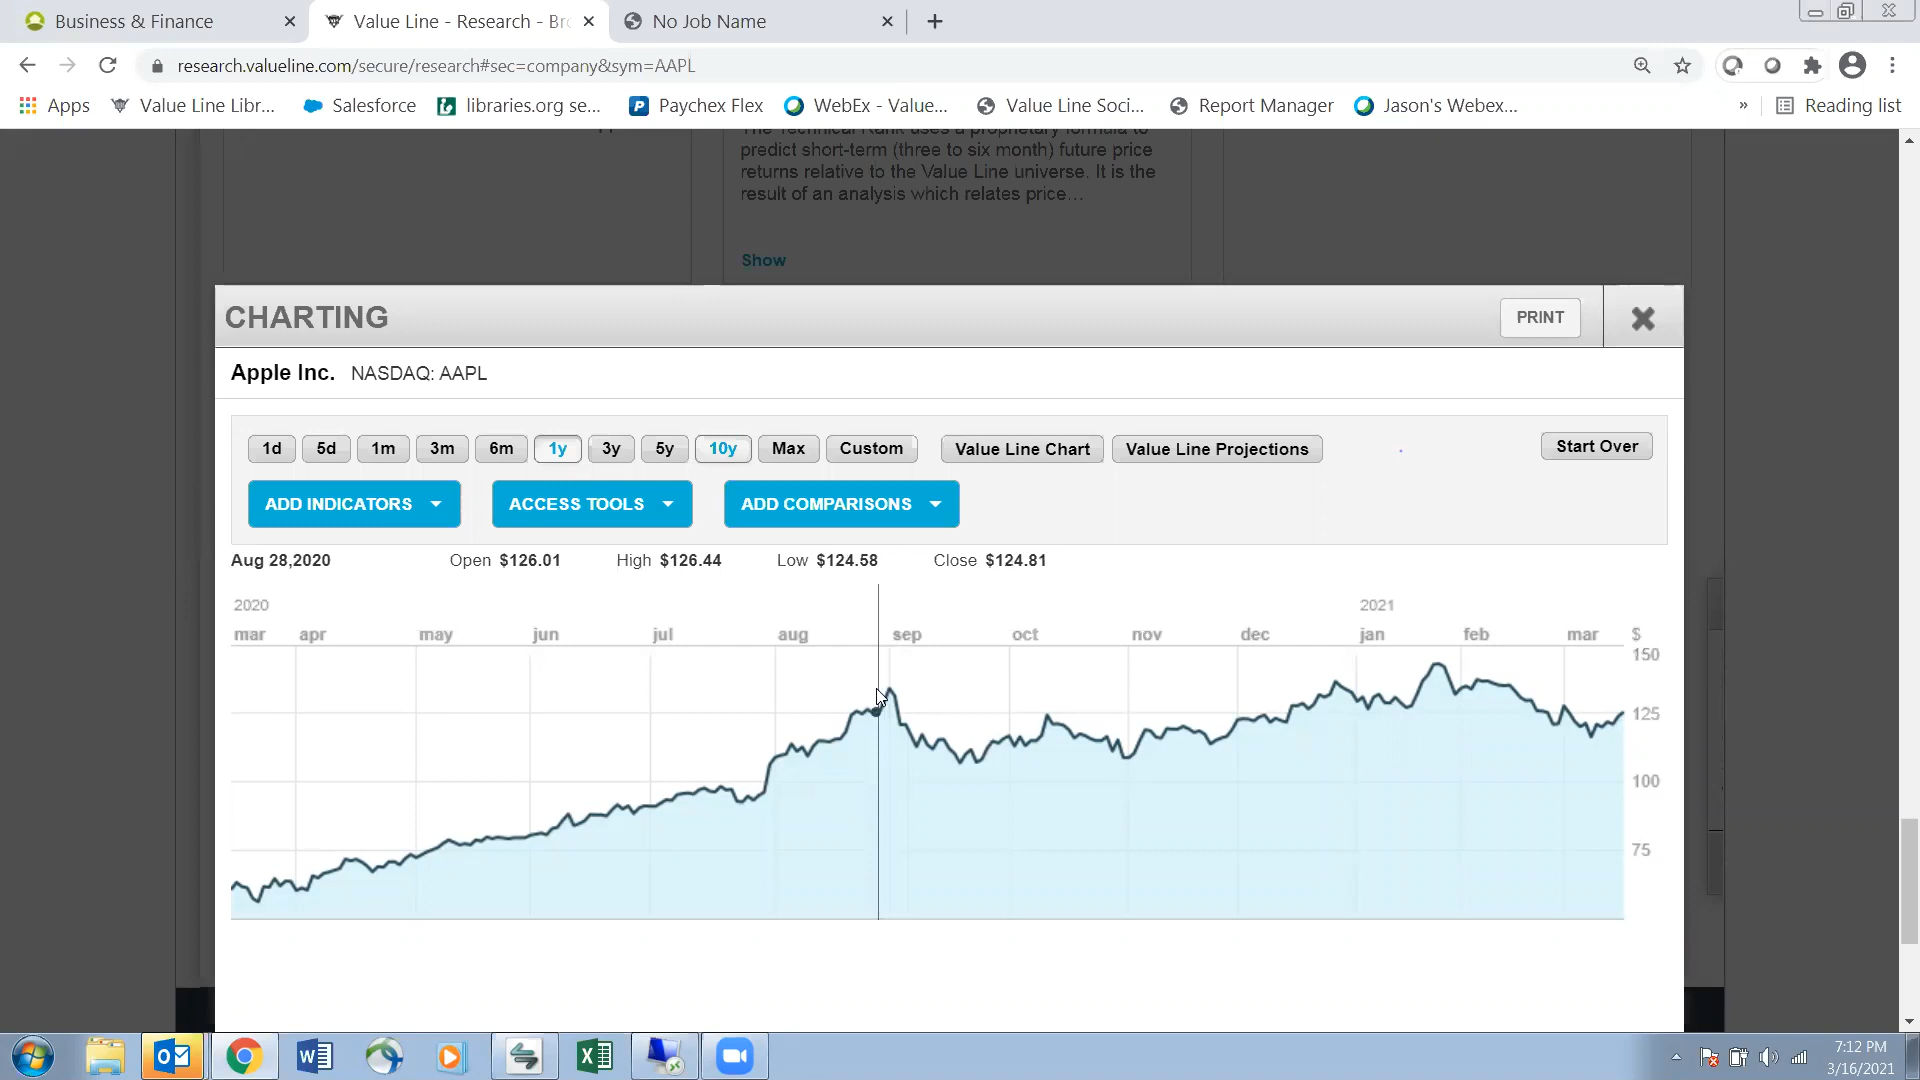 Business & Finance
Value Line - Research - Br
No Job Name
research.valueline.com/secure/research#sec=company&sym=AAPL
Apps
Value Line Libr...
Salesforce
libraries.org se...
Paychex Flex
WebEx - Value...
Value Line Soci...
Report Manager
Jason's Webex...
»
Reading list
The Technical Rank uses a proprietary formula to
predict short-term (three to six month) future price
returns relative to the Value Line universe. It is the
result of an analysis which relates price…
Show
CHARTING
PRINT
Apple Inc. NASDAQ: AAPL
1d 5d 1m 3m 6m 1y 3y 5y 10y Max Custom Value Line Chart Value Line Projections Start Over
ADD INDICATORS ACCESS TOOLS ADD COMPARISONS
Aug 28,2020 Open $126.01 High $126.44 Low $124.58 Close $124.81
2020 2021
mar apr may jun jul aug sep oct nov dec jan feb mar $
150
125
100
75
7:12 PM
3/16/2021